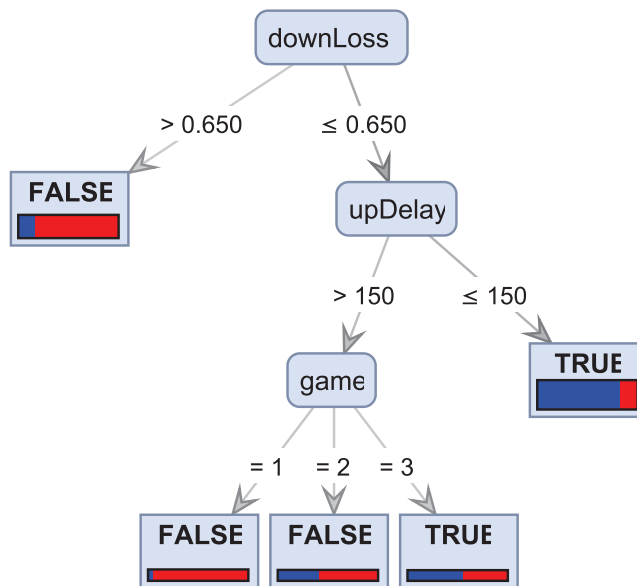 downLoss
> 0.650
≤ 0.650
FALSE
upDelay
> 150
≤ 150
game
TRUE
= 1
= 2
= 3
FALSE
FALSE
TRUE